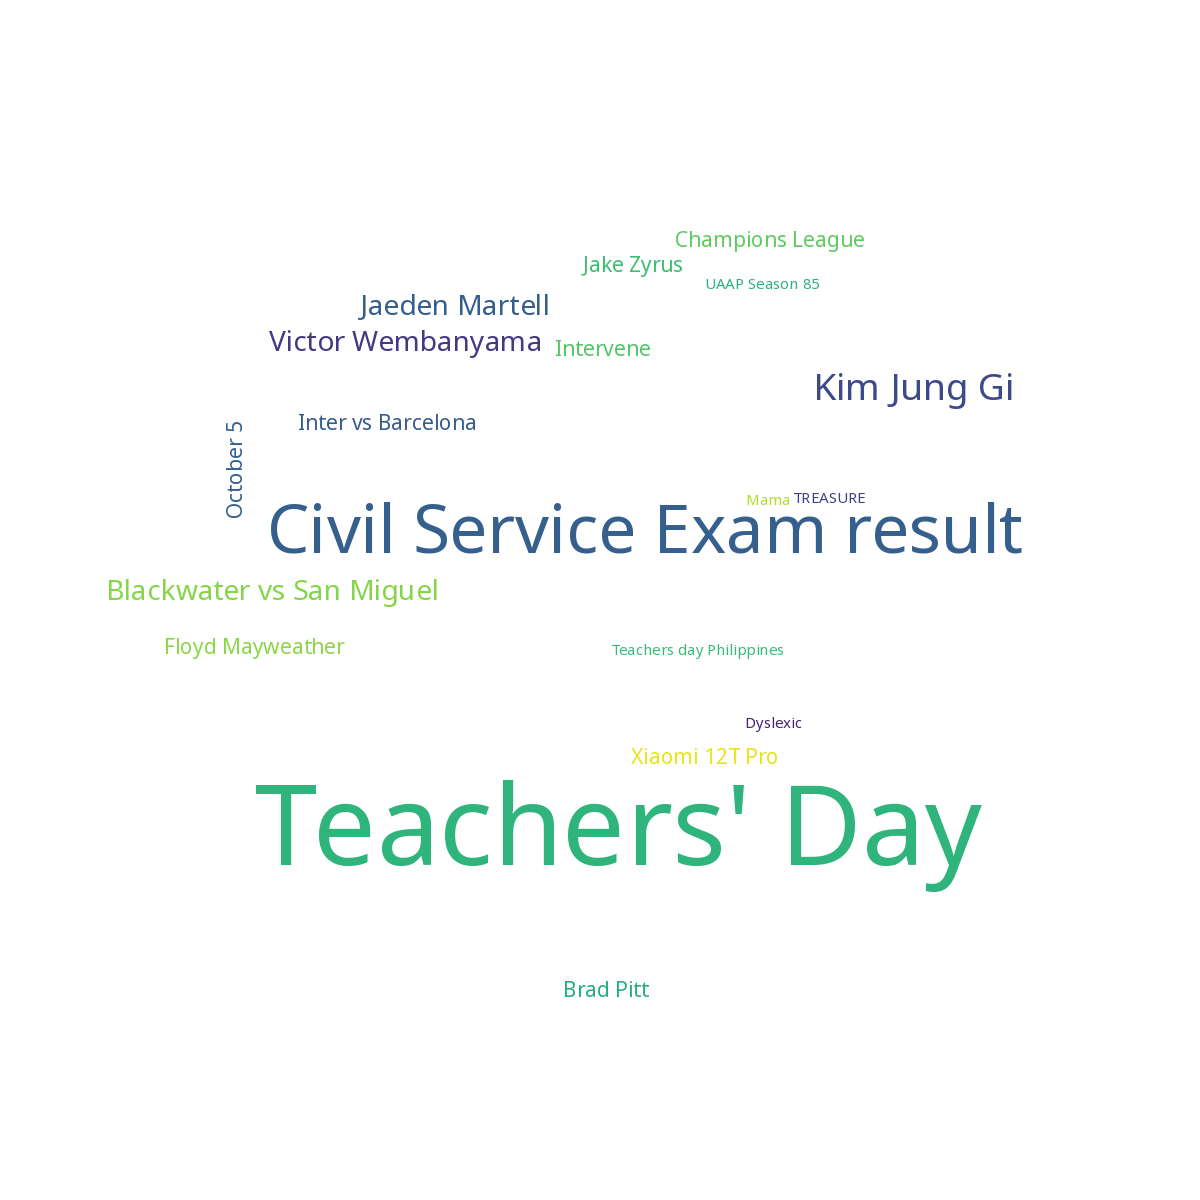 Champions League
Jake Zyrus
UAAP Season 85
Jaeden Martell
Victor Wembanyama
Intervene
Kim Jung Gi
Inter vs Barcelona
October 5
Mama
TREASURE
Civil Service Exam result
Blackwater vs San Miguel
Floyd Mayweather
Teachers day Philippines
Dyslexic
Xiaomi 12T Pro
Teachers' Day
Brad Pitt